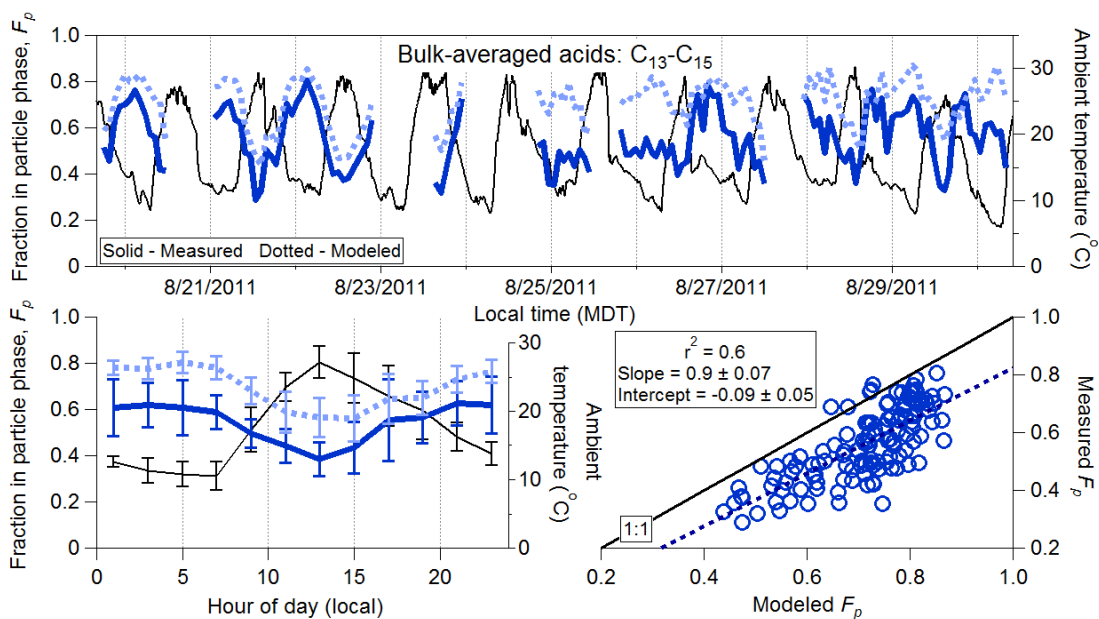 Bulk-averaged acids: C13-C15
Fraction in particle phase, Fp
1.0
0.8
0.6
0.4
0.2
0
Solid - Measured Dotted - Modeled
30
20
10
0
Ambient temperature (°C)
8/21/2011
8/23/2011
8/25/2011
8/27/2011
8/29/2011
Local time (MDT)
Fraction in particle phase, Fp
1.0
0.8
0.6
0.4
0.2
0
0
5
10
15
20
Hour of day (local)
30
20
10
0
Ambient
temperature (°C)
r2 = 0.6
Slope = 0.9 ± 0.07
Intercept = -0.09 ± 0.05
1:1
1.0
0.8
0.6
0.4
0.2
Measured Fp
0.2
0.4
0.6
0.8
1.0
Modeled Fp